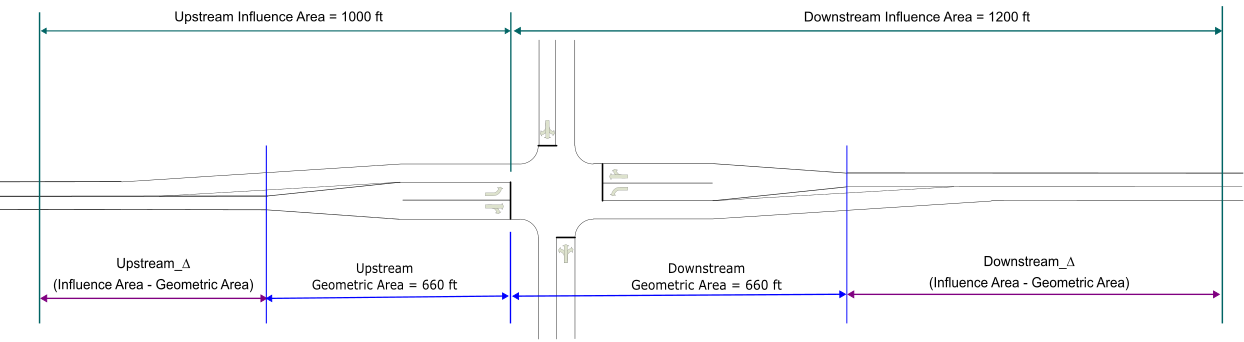 Upstream Influence Area = 1000 ft
Downstream Influence Area = 1200 ft
Upstream_Δ
(Influence Area - Geometric Area)
Upstream
Geometric Area = 660 ft
Downstream
Geometric Area = 660 ft
Downstream_Δ
(Influence Area - Geometric Area)